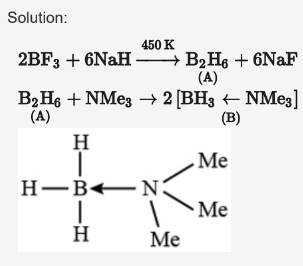 Solution:
2BF₃ + 6NaH 450 K ⟶ B₂H₆ + 6NaF
(A)
B₂H₆ + NMe₃ → 2 [BH₃ ← NMe₃]
(A) (B)
H
Me
H—B←N
Me
H
Me